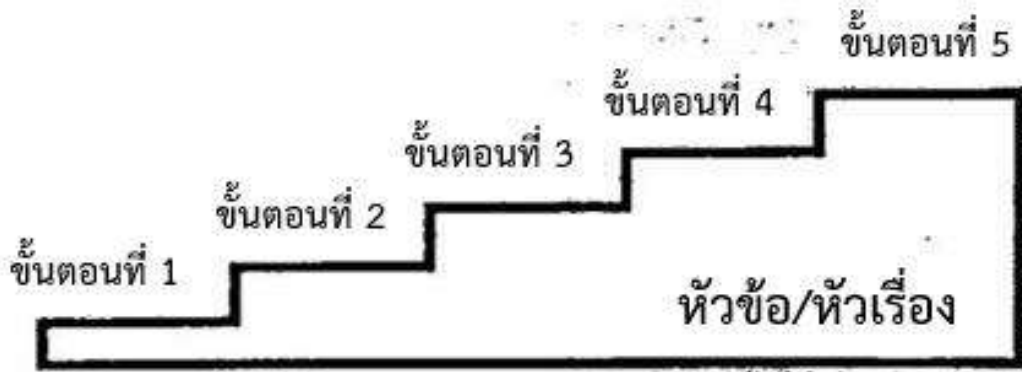 ขั้นตอนที่ 5
ขั้นตอนที่ 4
ขั้นตอนที่ 3
ขั้นตอนที่ 2
ขั้นตอนที่ 1
หัวข้อ/หัวเรื่อง